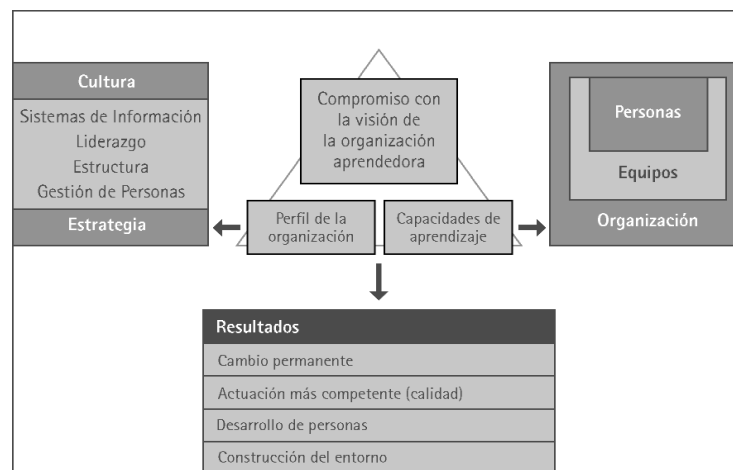 Cultura
Sistemas de Información
Liderazgo
Estructura
Gestión de Personas
Estrategia
Compromiso con
la visión de
la organización
aprendedora
Perfil de la
organización
Capacidades de
aprendizaje
Personas
Equipos
Organización
Resultados
Cambio permanente
Actuación más competente (calidad)
Desarrollo de personas
Construcción del entorno